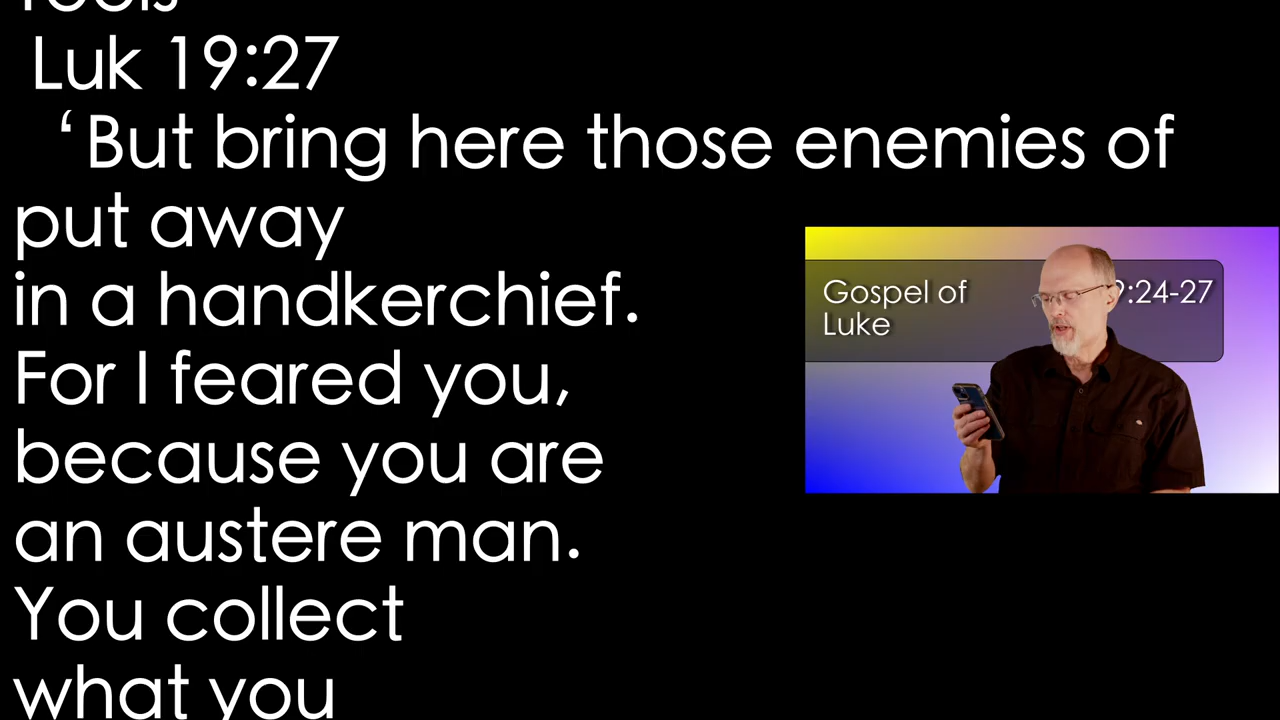 Luk 19:27
‘ But bring here those enemies of
put away
in a handkerchief.
For I feared you,
because you are
an austere man.
You collect
what you
Gospel of
Luke
:24-27